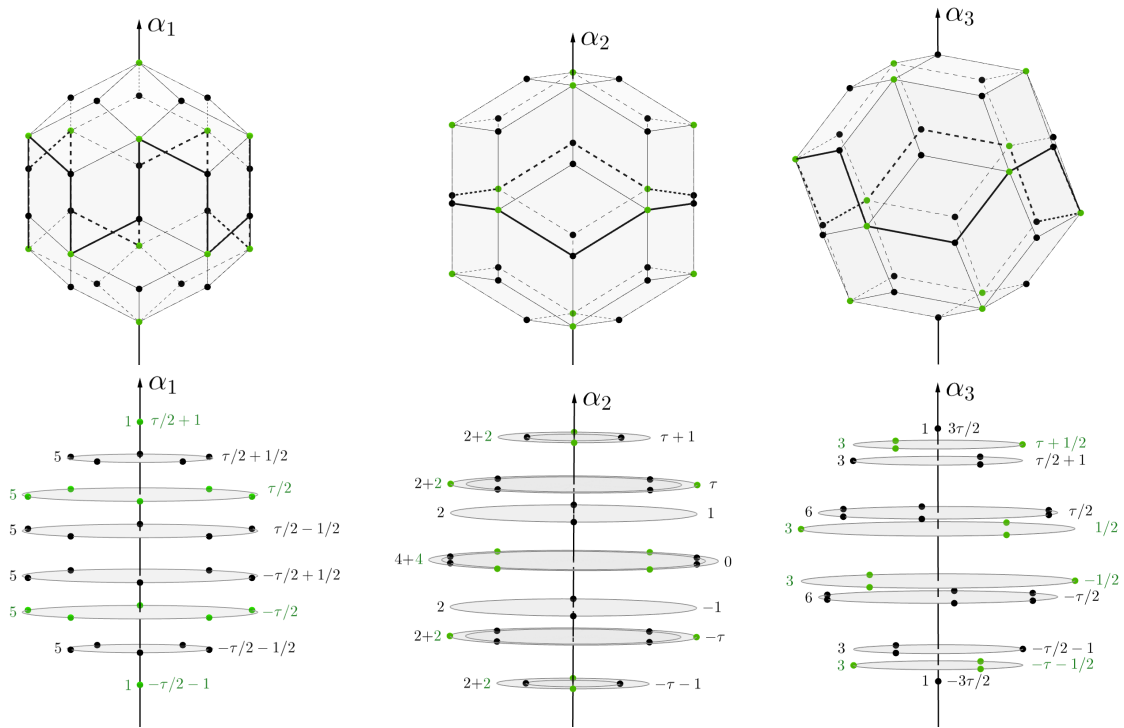 α₁
α₂
α₃
α₁
1 τ/2 + 1
5 τ/2 + 1/2
5 τ/2
5 τ/2 − 1/2
5 −τ/2 + 1/2
5 −τ/2
5 −τ/2 − 1/2
1 −τ/2 − 1
α₂
2+2 τ + 1
2+2 τ
2 1
4+4 0
2 −1
2+2 −τ
2+2 −τ − 1
α₃
1 3τ/2
3 τ + 1/2
3 τ/2 + 1
6 τ/2
3 1/2
3 −1/2
6 −τ/2
3 −τ/2 − 1
3 −τ − 1/2
1 −3τ/2